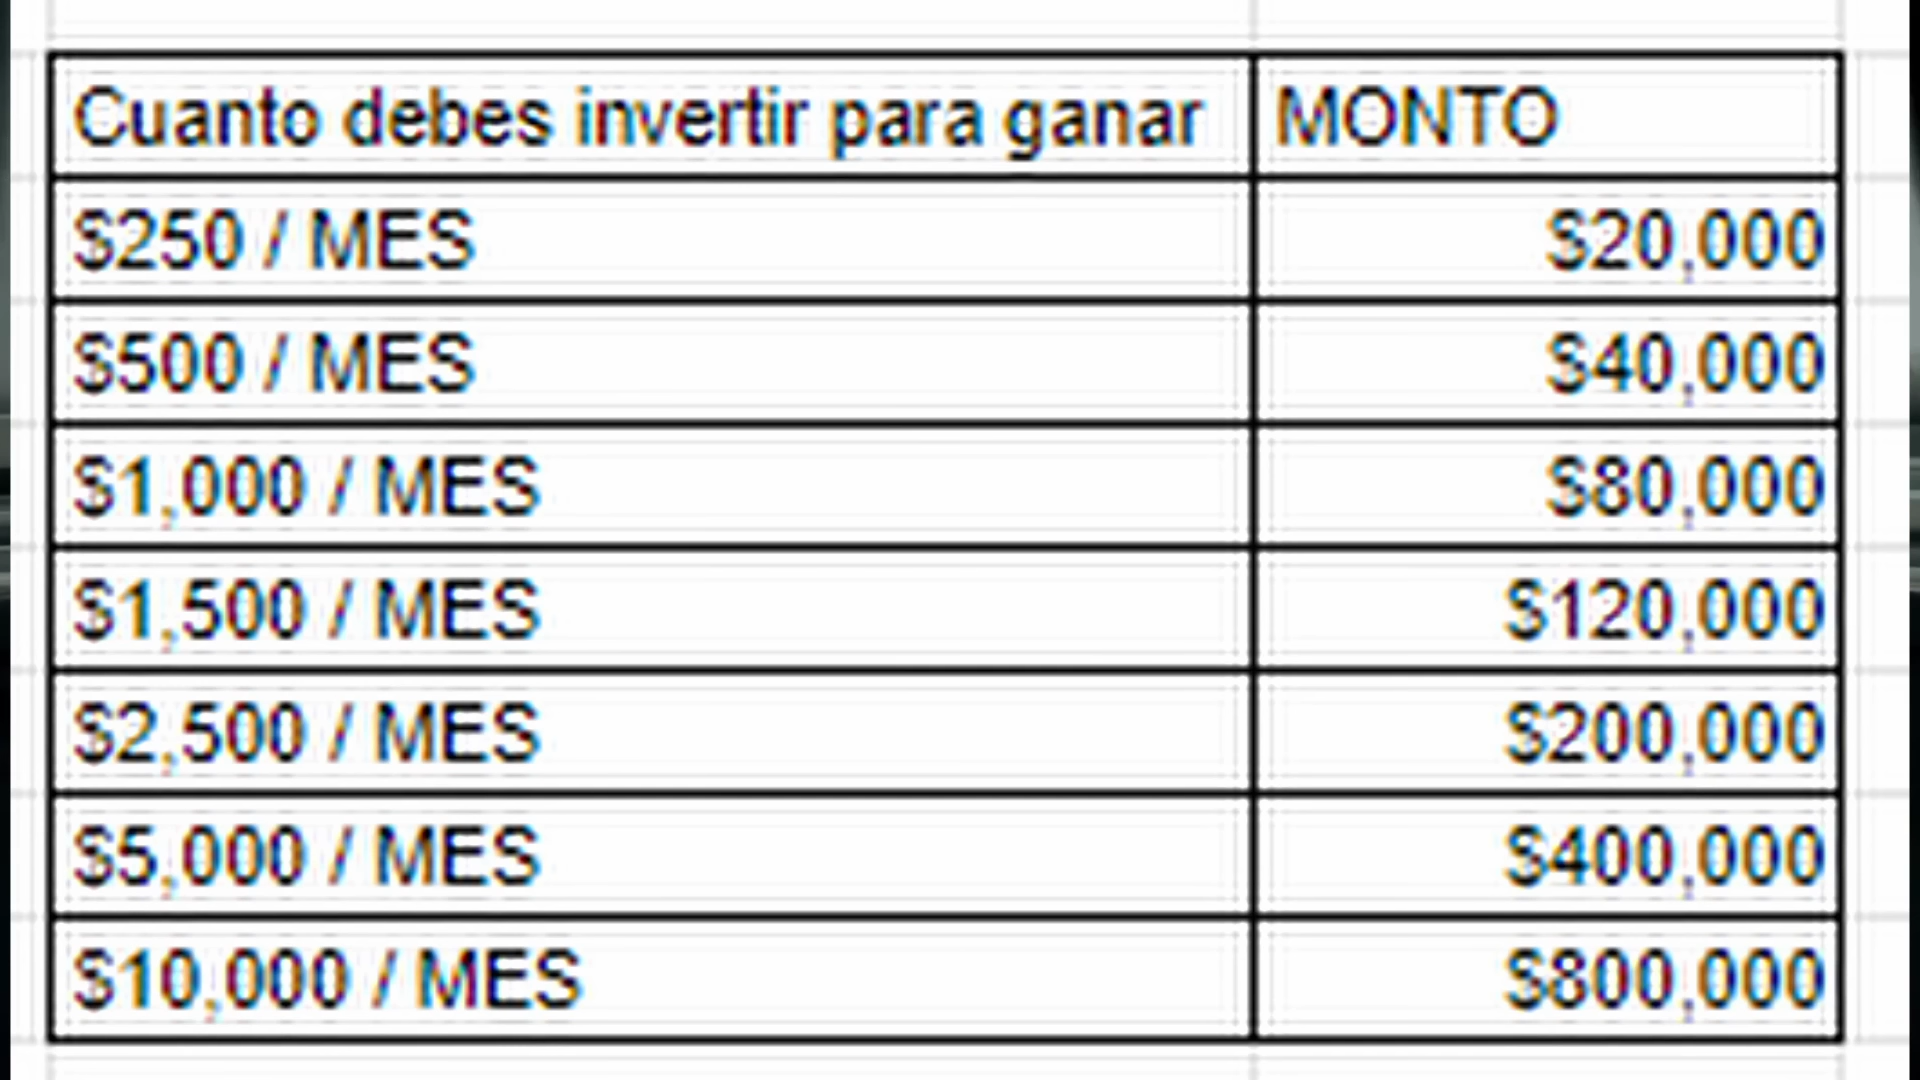 Cuanto debes invertir para ganar MONTO
$250 / MES $20,000
$500 / MES $40,000
$1,000 / MES $80,000
$1,500 / MES $120,000
$2,500 / MES $200,000
$5,000 / MES $400,000
$10,000 / MES $800,000